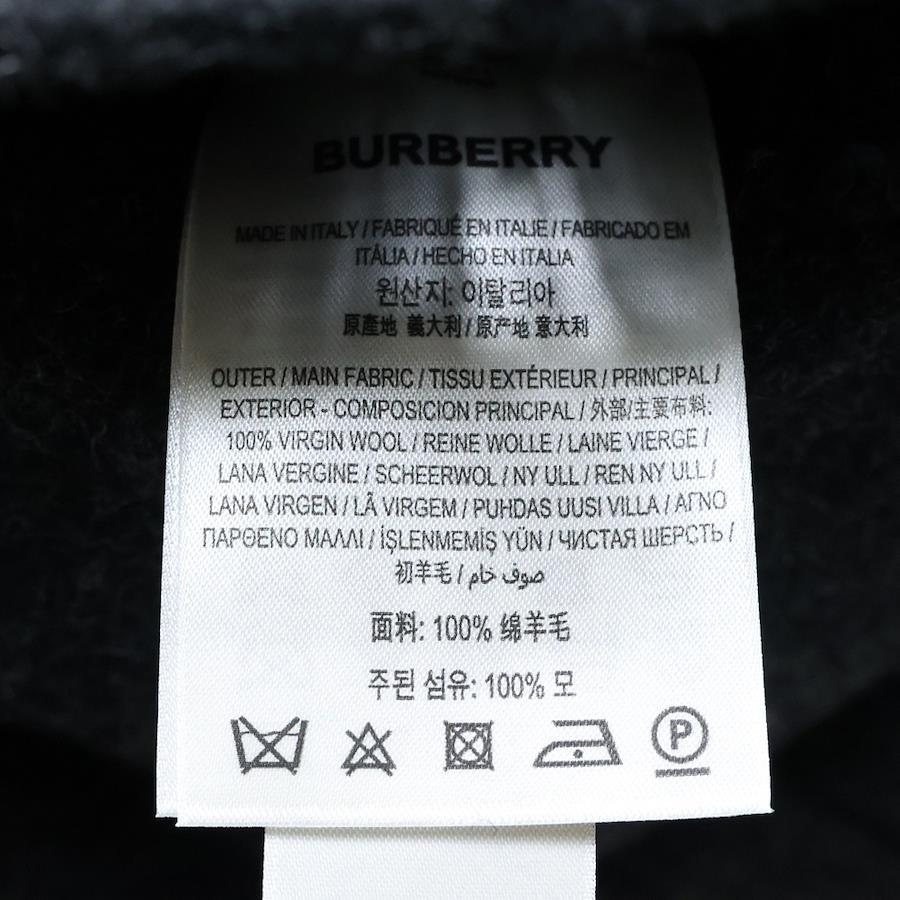 BURBERRY
MADE IN ITALY / FABRIQUÉ EN ITALIE / FABRICADO EM
ITÁLIA / HECHO EN ITALIA
원산지: 이탈리아
原產地 義大利 / 原产地 意大利
OUTER / MAIN FABRIC / TISSU EXTÉRIEUR / PRINCIPAL /
EXTERIOR - COMPOSICION PRINCIPAL / 外部/主要布料:
100% VIRGIN WOOL / REINE WOLLE / LAINE VIERGE /
LANA VERGINE / SCHEERWOL / NY ULL / REN NY ULL /
LANA VIRGEN / LÃ VIRGEM / PUHDAS UUSI VILLA / ΑΓΝΟ
ΠΑΡΘΕΝΟ ΜΑΛΛΙ / İŞLENMEMİŞ YÜN / ЧИСТАЯ ШЕРСТЬ /
初羊毛 / صوف خام
面料: 100% 绵羊毛
주된 섬유: 100% 모
P